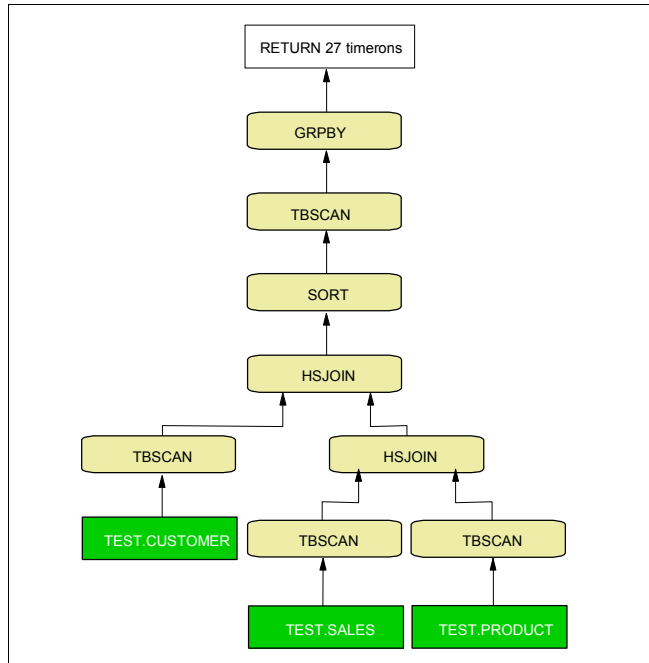 RETURN 27 timerons
GRPBY
TBSCAN
SORT
HSJOIN
TBSCAN
HSJOIN
TEST.CUSTOMER
TBSCAN
TBSCAN
TEST.SALES
TEST.PRODUCT